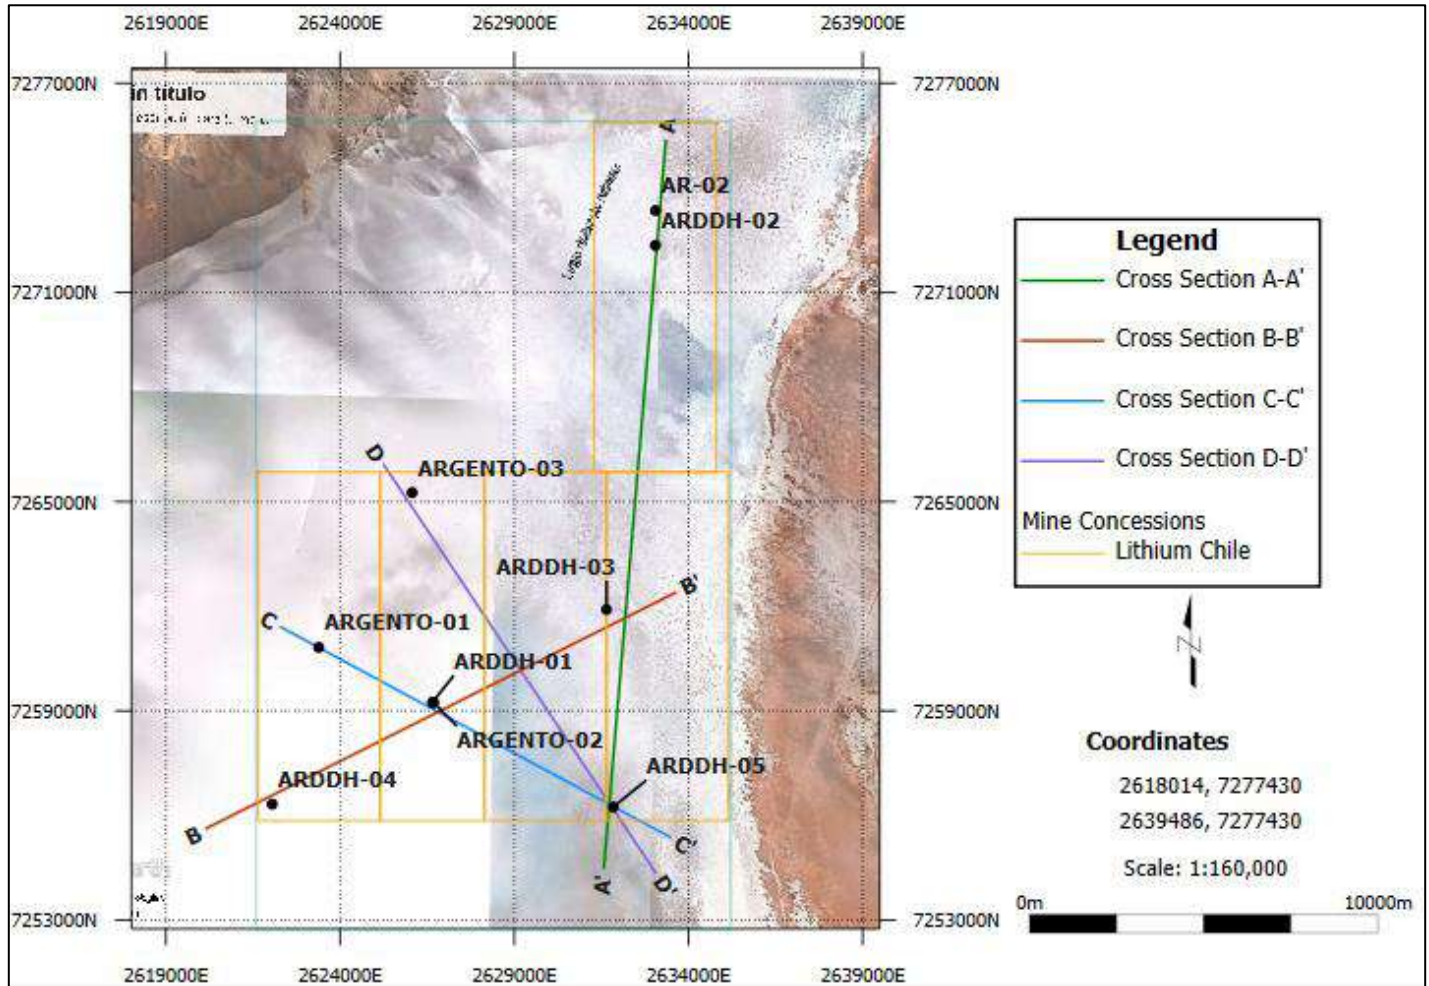 2619000E 2624000E 2629000E 2634000E 2639000E
7277000N 7277000N
in titulo
A
AR-02
ARDDH-02
7271000N 7271000N
D
ARGENTO-03
7265000N 7265000N
ARDDH-03
B'
C
ARGENTO-01
ARDDH-01
7259000N 7259000N
ARGENTO-02
ARDDH-05
ARDDH-04
B
C'
A'
D'
7253000N 7253000N
2619000E 2624000E 2629000E 2634000E 2639000E
Legend
Cross Section A-A'
Cross Section B-B'
Cross Section C-C'
Cross Section D-D'
Mine Concessions
Lithium Chile
N
Coordinates
2618014, 7277430
2639486, 7277430
Scale: 1:160,000
0m 10000m